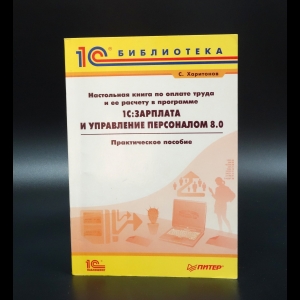 1С БИБЛИОТЕКА
С. Харитонов
Настольная книга по оплате труда
и ее расчету в программе
1С:ЗАРПЛАТА
И УПРАВЛЕНИЕ ПЕРСОНАЛОМ 8.0
Практическое пособие
1С
ПИТЕР